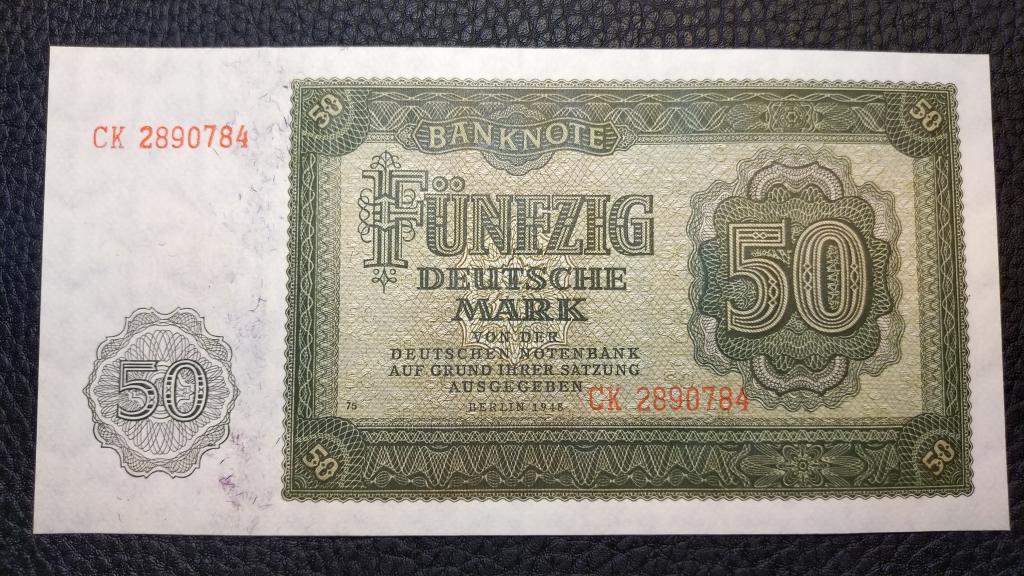 50
50
BANKNOTE
CK 2890784
FÜNFZIG
50
DEUTSCHE
MARK
VON DER
DEUTSCHEN NOTENBANK
AUF GRUND IHRER SATZUNG
AUSGEGEBEN
50
CK 2890784
75
BERLIN 1948
50
50